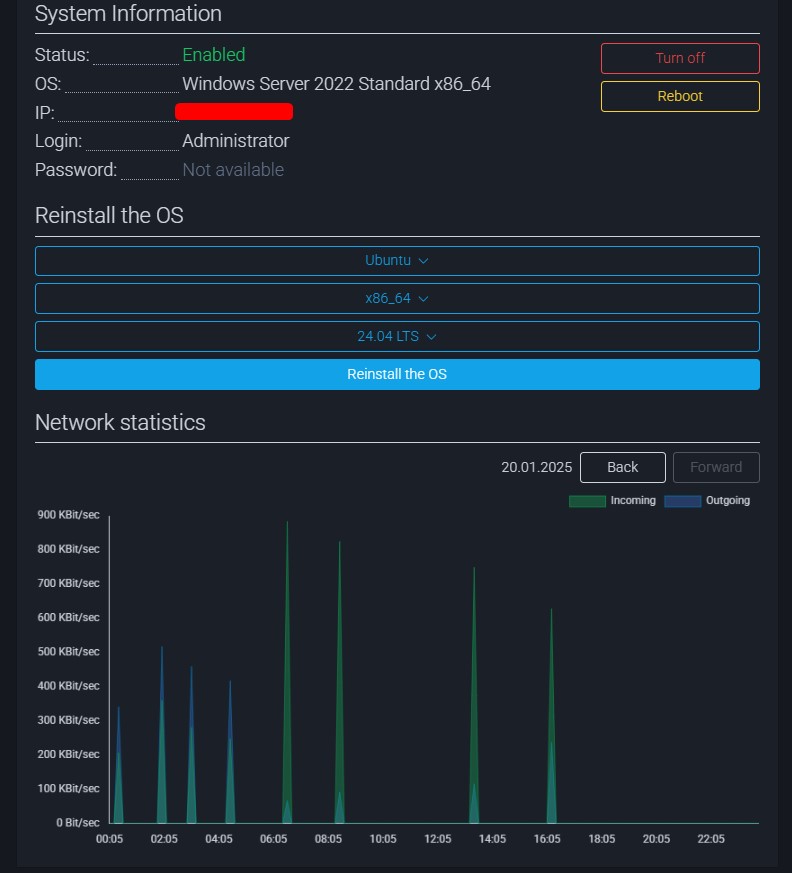 System Information
Status: Enabled
Turn off
OS: Windows Server 2022 Standard x86_64
Reboot
IP:
Login: Administrator
Password: Not available
Reinstall the OS
Ubuntu
x86_64
24.04 LTS
Reinstall the OS
Network statistics
20.01.2025 Back Forward
Incoming Outgoing
900 KBit/sec
800 KBit/sec
700 KBit/sec
600 KBit/sec
500 KBit/sec
400 KBit/sec
300 KBit/sec
200 KBit/sec
100 KBit/sec
0 Bit/sec
00:05 02:05 04:05 06:05 08:05 10:05 12:05 14:05 16:05 18:05 20:05 22:05